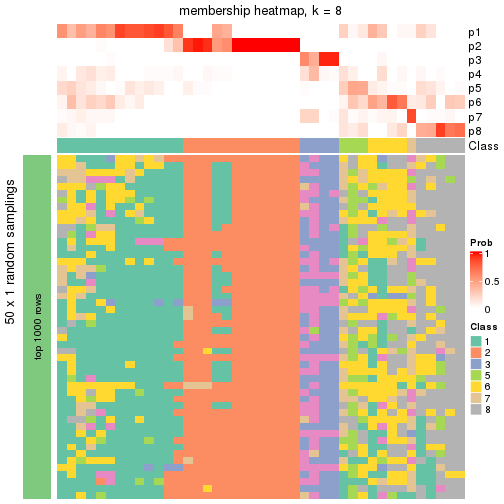 membership heatmap, k = 8
p1
p2
p3
p4
p5
p6
p7
p8
Class
50 x 1 random samplings
top 1000 rows
Prob
1
0.5
0
Class
1
2
3
4
5
6
7
8